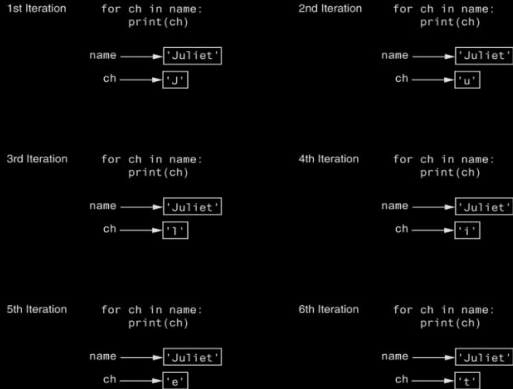 1st Iteration
for ch in name:
print(ch)
name
'Juliet'
ch
'J'
2nd Iteration
for ch in name:
print(ch)
name
'Juliet'
ch
'u'
3rd Iteration
for ch in name:
print(ch)
name
'Juliet'
ch
'l'
4th Iteration
for ch in name:
print(ch)
name
'Juliet'
ch
'i'
5th Iteration
for ch in name:
print(ch)
name
'Juliet'
ch
'e'
6th Iteration
for ch in name:
print(ch)
name
'Juliet'
ch
't'